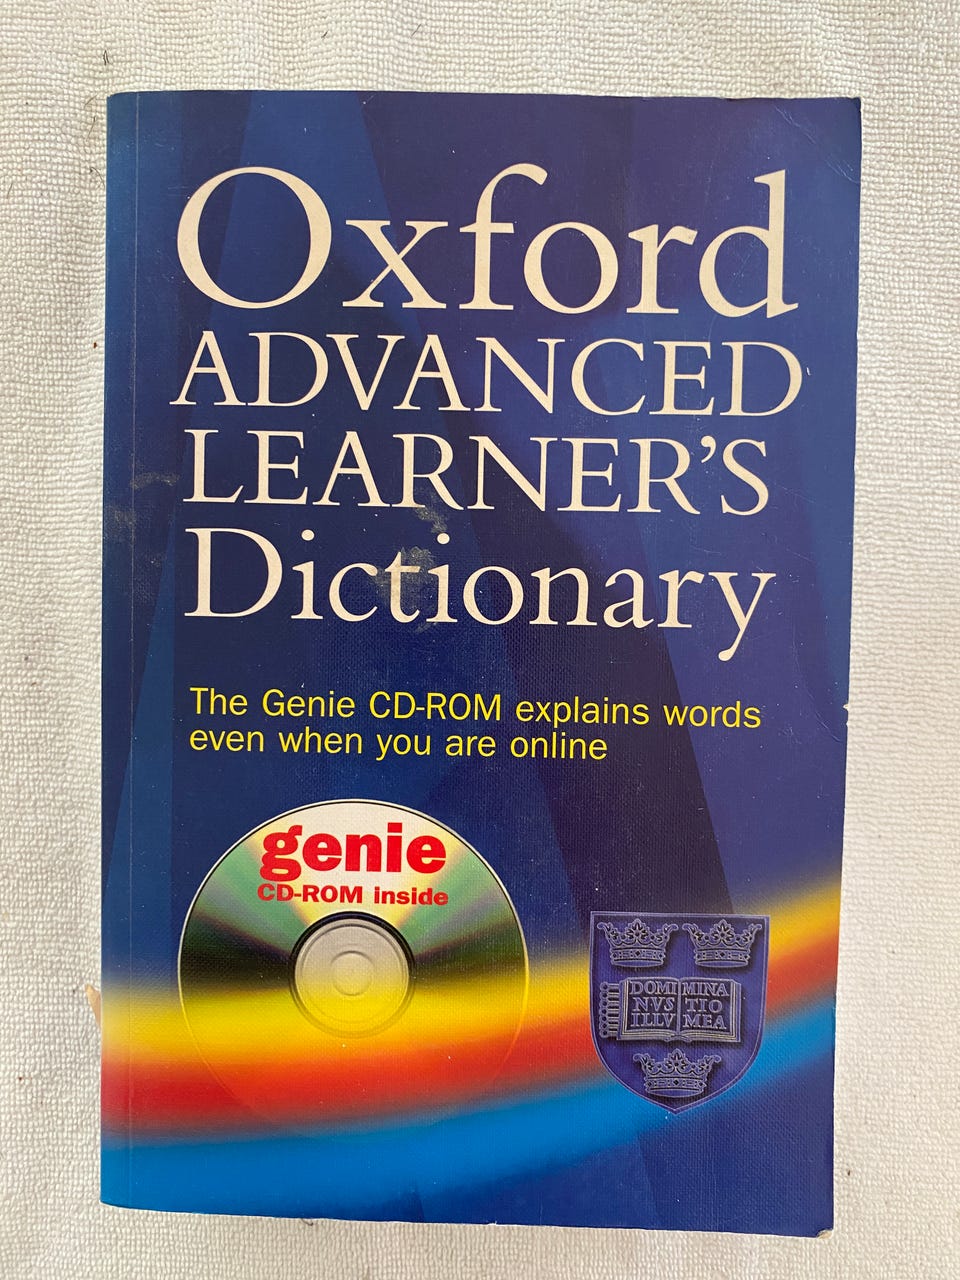 Oxford
ADVANCED
LEARNER'S
Dictionary
The Genie CD-ROM explains words
even when you are online
genie
CD-ROM inside
DOMI MINA
NVS TIO
ILLV MEA